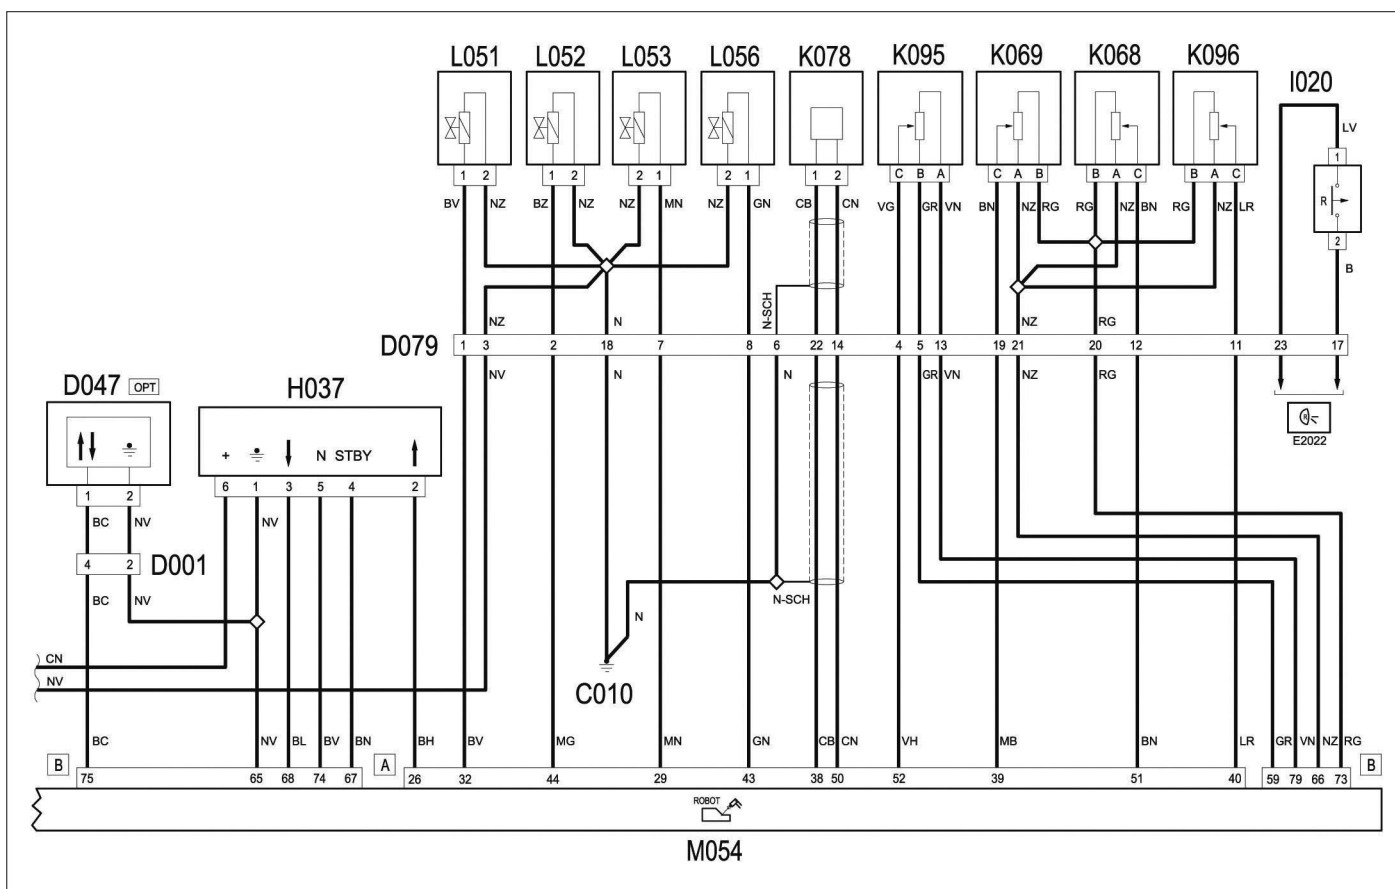 L051 L052 L053 L056 K078 K095 K069 K068 K096 I020
LV
1
1 2 1 2 2 1 2 1 1 2 C B A C A B B A C B A C
BV NZ BZ NZ NZ MN NZ GN CB CN VG GR VN BN NZ RG RG NZ BN RG NZ LR
R
2
B
N-SCH
NZ N NZ RG
D079 1 3 2 18 7 8 6 22 14 4 5 13 19 21 20 12 11 23 17
NV N N GR VN NZ RG
D047 OPT H037
R
E2022
+ N STBY
1 2 6 1 3 5 4 2
BC NV NV
4 2 D001
BC NV
N-SCH
N
CN
NV
C010
B BC NV BL BV BN A BH BV MG MN GN CB CN VH MB BN LR GR VN NZ RG B
75 65 68 74 67 26 32 44 29 43 38 50 52 39 51 40 59 79 66 73
ROBOT
M054